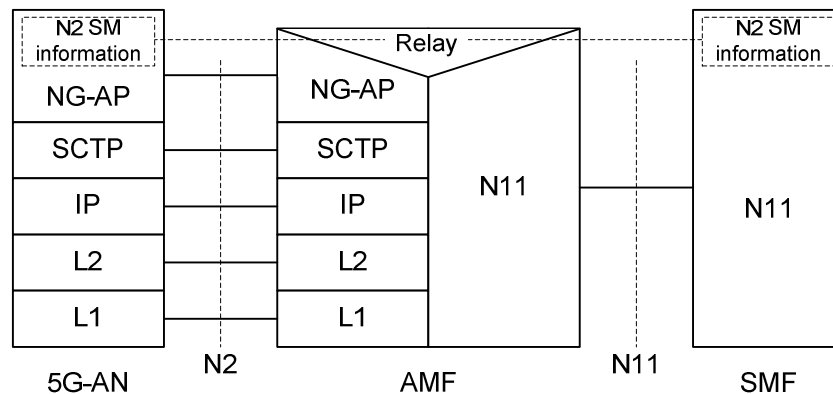 N2 SM
information
Relay
N2 SM
information
NG-AP
NG-AP
SCTP
SCTP
N11
IP
IP
N11
L2
L2
L1
L1
N2
N11
5G-AN
AMF
SMF